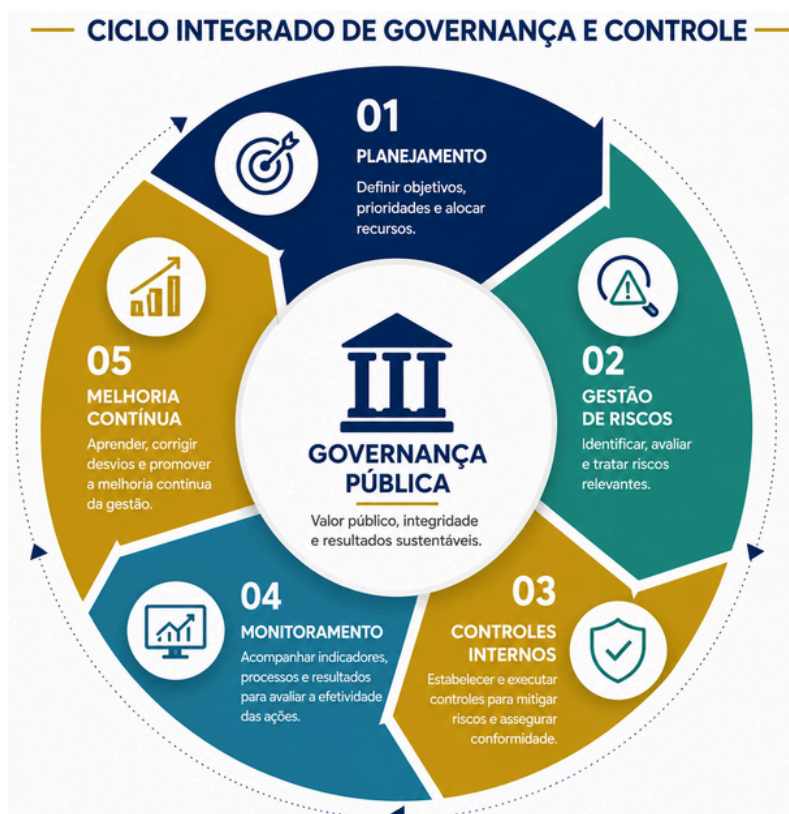 CICLO INTEGRADO DE GOVERNANÇA E CONTROLE
01
PLANEJAMENTO
Definir objetivos,
prioridades e alocar
recursos.
02
GESTÃO
DE RISCOS
Identificar, avaliar
e tratar riscos
relevantes.
03
CONTROLES
INTERNOS
Estabelecer e executar
controles para mitigar
riscos e assegurar
conformidade.
04
MONITORAMENTO
Acompanhar indicadores,
processos e resultados
para avaliar a efetividade
das ações.
05
MELHORIA
CONTÍNUA
Aprender, corrigir
desvios e promover
a melhoria contínua
da gestão.
GOVERNANÇA
PÚBLICA
Valor público, integridade
e resultados sustentáveis.